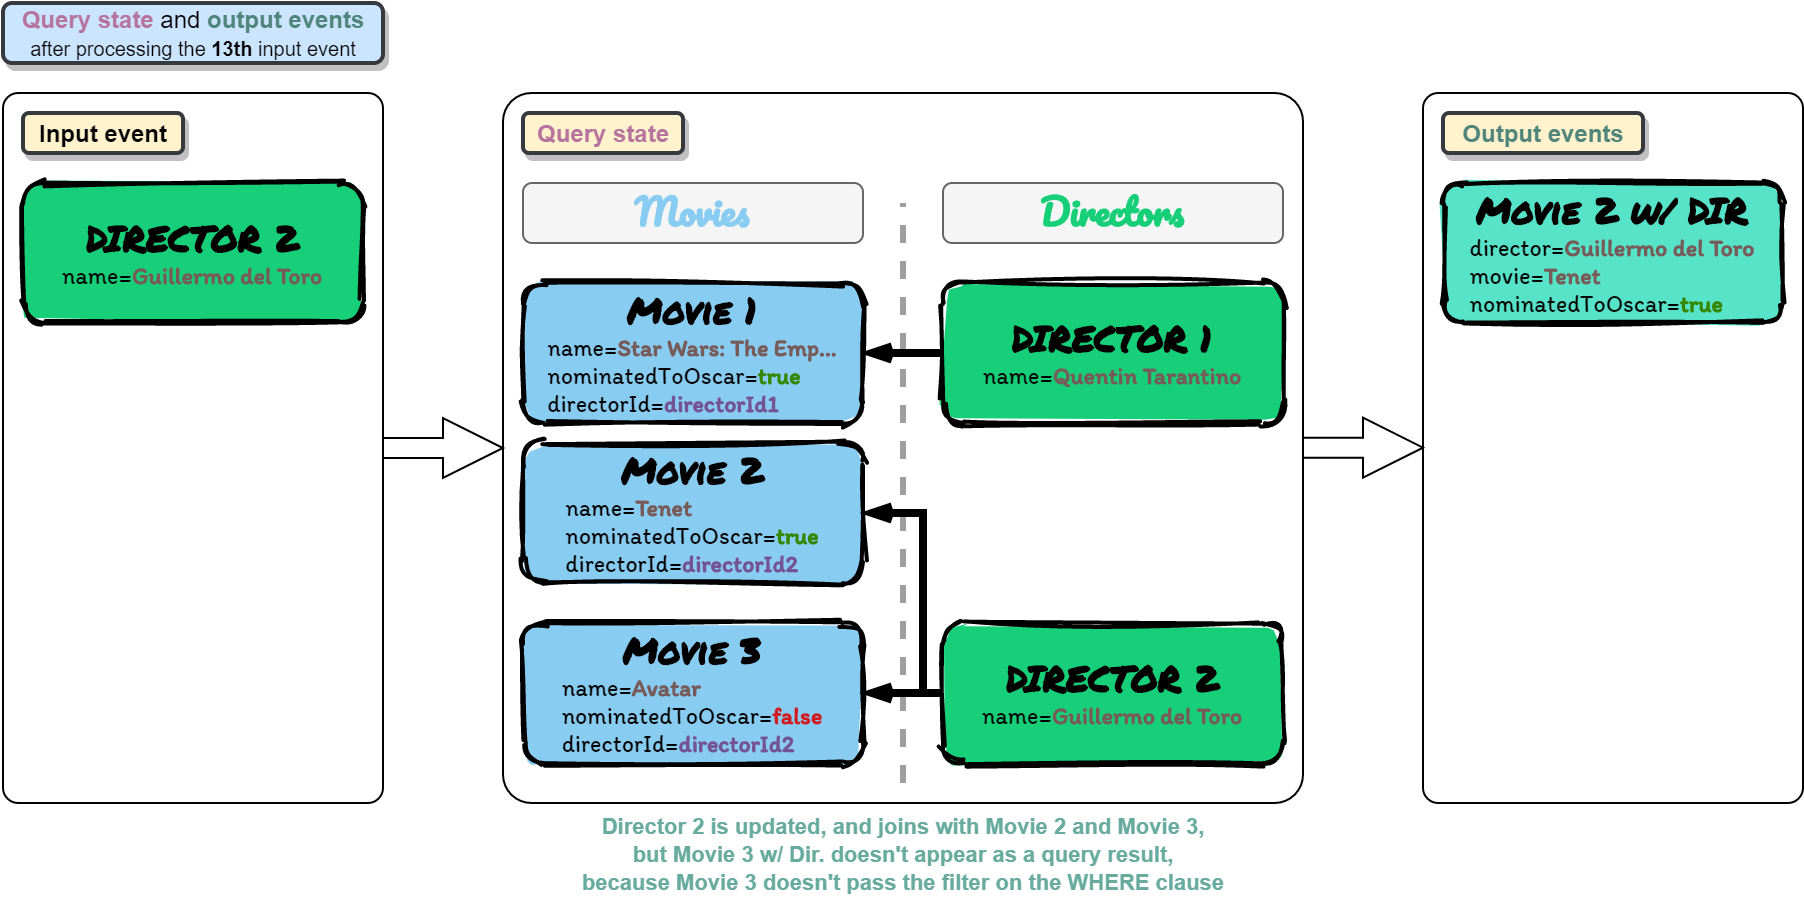 Query state and output events
after processing the 13th input event
Input event
DIRECTOR 2
name=Guillermo del Toro
Query state
Movies
Movie 1
name=Star Wars: The Emp...
nominatedToOscar=true
directorId=directorId1
Movie 2
name=Tenet
nominatedToOscar=true
directorId=directorId2
Movie 3
name=Avatar
nominatedToOscar=false
directorId=directorId2
Directors
DIRECTOR 1
name=Quentin Tarantino
DIRECTOR 2
name=Guillermo del Toro
Output events
Movie 2 w/ DIR
director=Guillermo del Toro
movie=Tenet
nominatedToOscar=true
Director 2 is updated, and joins with Movie 2 and Movie 3,
but Movie 3 w/ Dir. doesn't appear as a query result,
because Movie 3 doesn't pass the filter on the WHERE clause